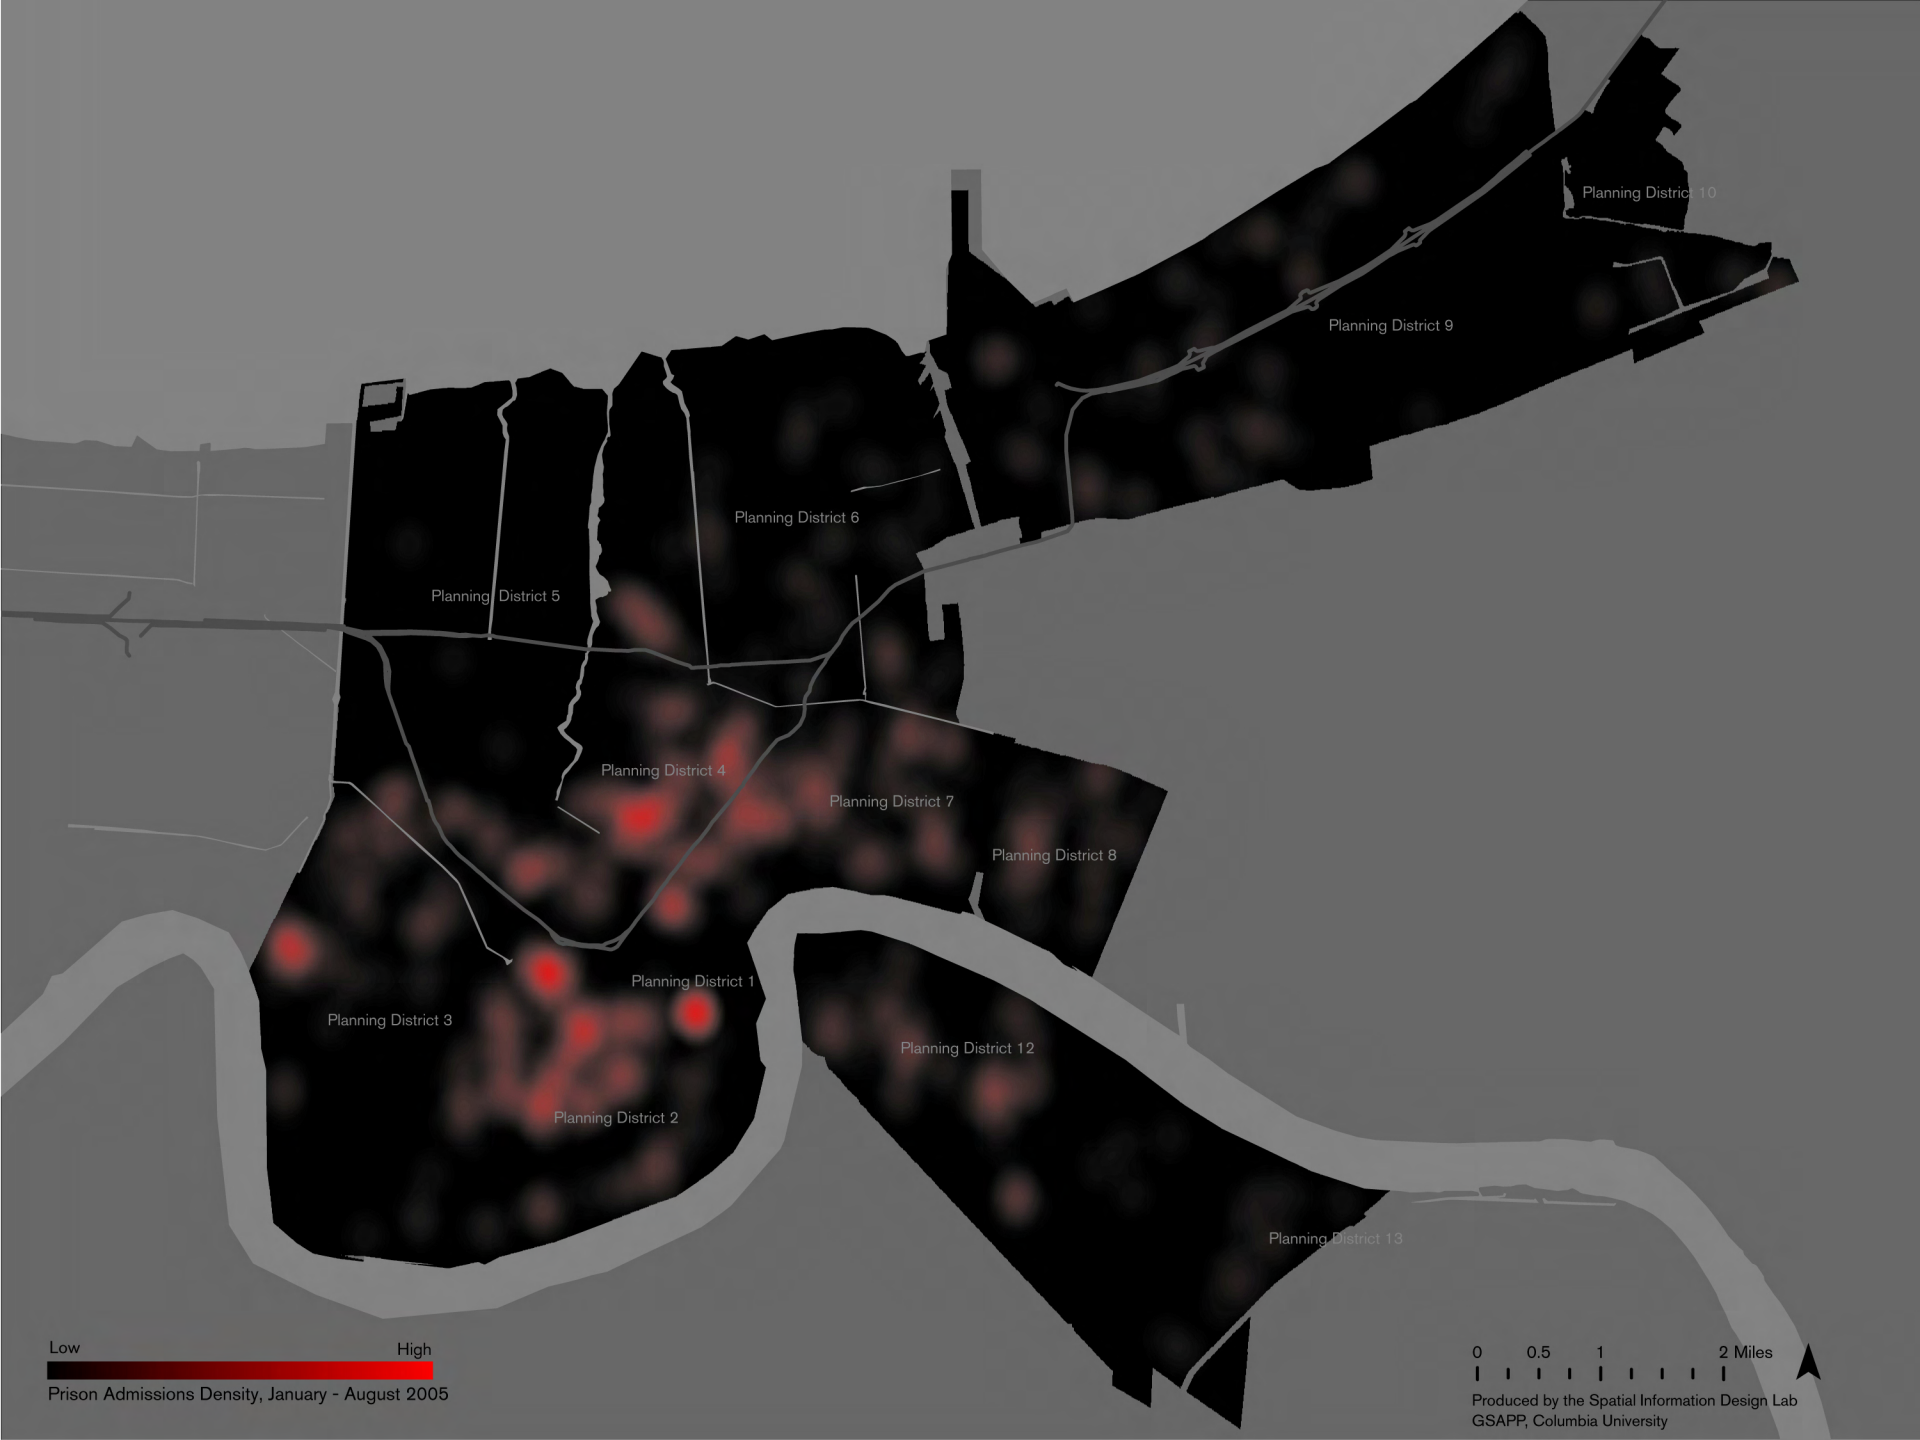 Planning District 10
Planning District 9
Planning District 6
Planning District 5
Planning District 4
Planning District 7
Planning District 8
Planning District 1
Planning District 3
Planning District 12
Planning District 2
Planning District 13
Low High
Prison Admissions Density, January - August 2005
0 0.5 1 2 Miles
Produced by the Spatial Information Design Lab
GSAPP, Columbia University